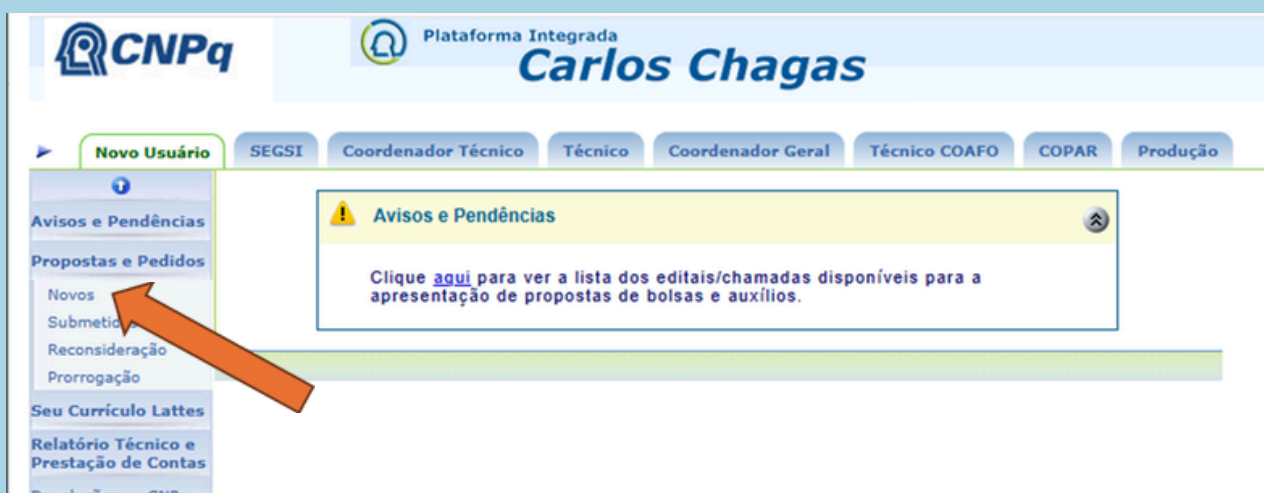 CNPq
Plataforma Integrada
Carlos Chagas
Novo Usuário
SEGSI
Coordenador Técnico
Técnico
Coordenador Geral
Técnico COAFO
COPAR
Produção
Avisos e Pendências
Propostas e Pedidos
Novos
Reconsideração
Prorrogação
Seu Currículo Lattes
Relatório Técnico e
Prestação de Contas
Avisos e Pendências
Clique aqui para ver a lista dos editais/chamadas disponíveis para a
apresentação de propostas de bolsas e auxílios.